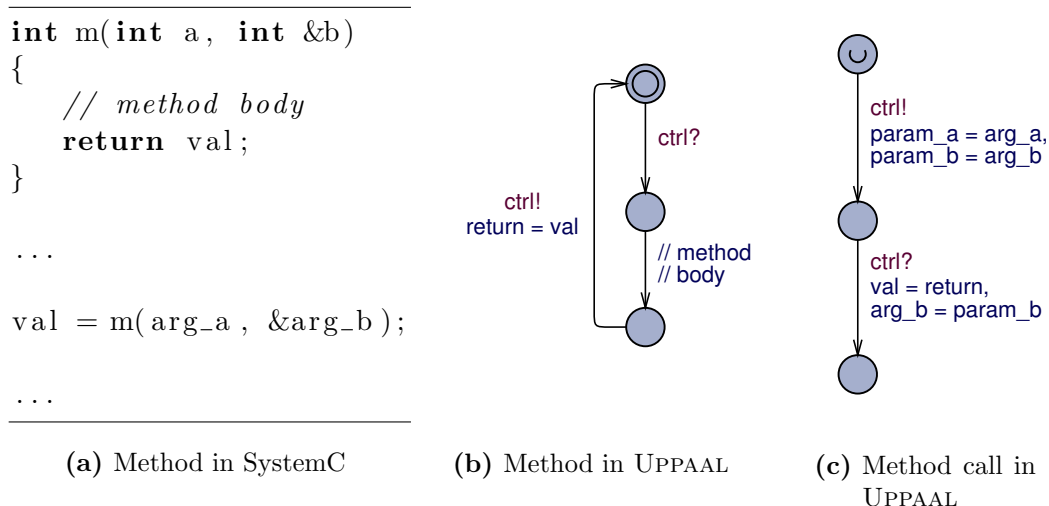 int m(int a, int &b)
{
// method body
return val;
}
...
val = m(arg_a, &arg_b);
...
(a) Method in SystemC
ctrl?
ctrl!
return = val
// method
// body
(b) Method in UPPAAL
ctrl!
param_a = arg_a,
param_b = arg_b
ctrl?
val = return,
arg_b = param_b
(c) Method call in
UPPAAL